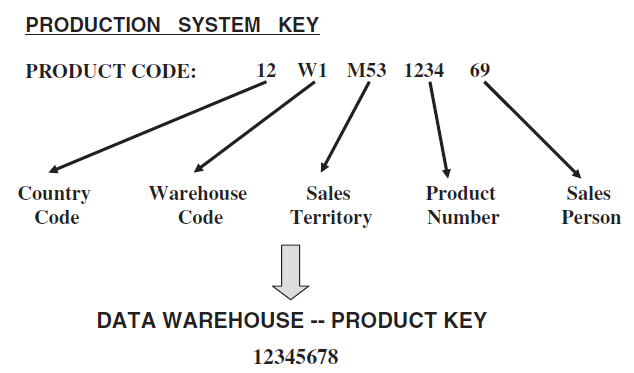 PRODUCTION SYSTEM KEY
PRODUCT CODE: 12 W1 M53 1234 69
Country Warehouse Sales Product Sales
Code Code Territory Number Person
DATA WAREHOUSE -- PRODUCT KEY
12345678